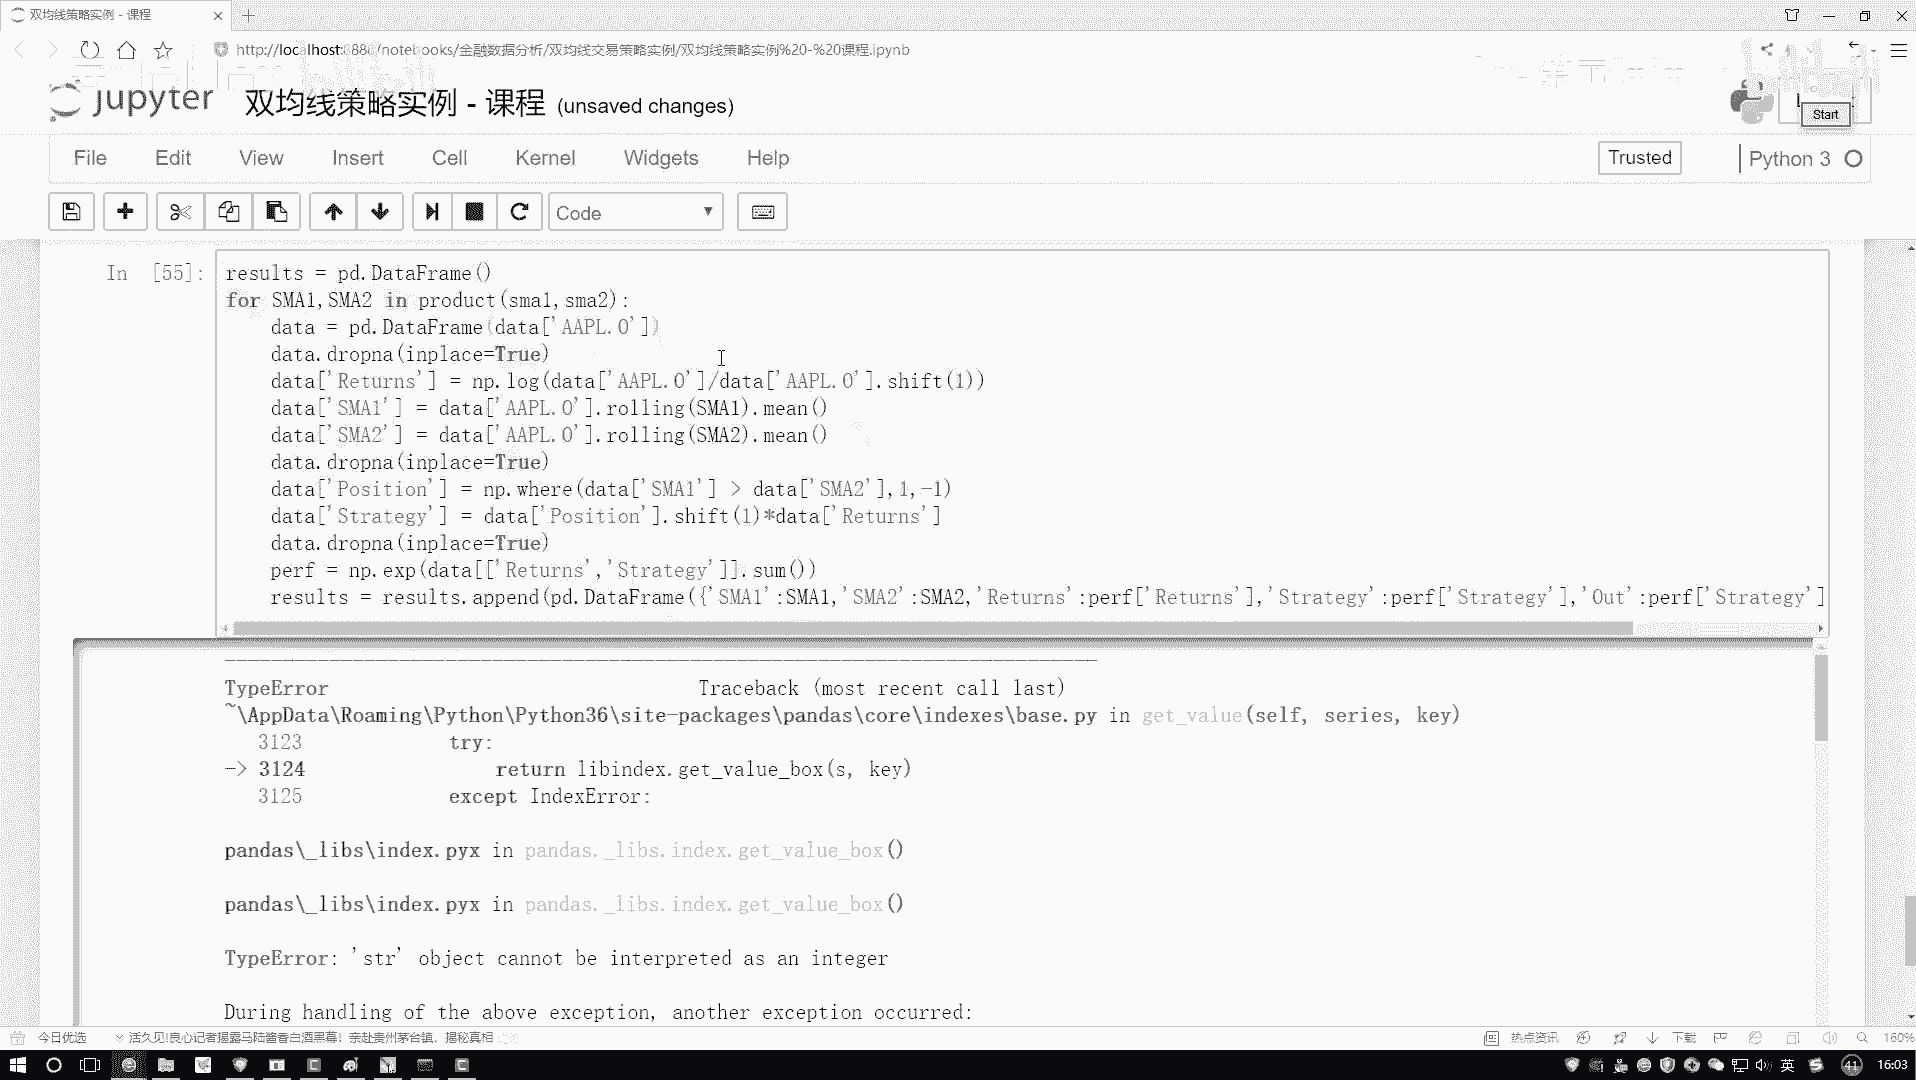 双均线策略实例 - 课程
http://localhost:8888/notebooks/金融数据分析/双均线交易策略实例/双均线策略实例%20-%20课程.ipynb
jupyter 双均线策略实例 - 课程 (unsaved changes)
Start
File Edit View Insert Cell Kernel Widgets Help
Trusted Python 3
Code
In [55]:
results = pd.DataFrame()
for SMA1,SMA2 in product(sma1,sma2):
data = pd.DataFrame(data['AAPL.O'])
data.dropna(inplace=True)
data['Returns'] = np.log(data['AAPL.O']/data['AAPL.O'].shift(1))
data['SMA1'] = data['AAPL.O'].rolling(SMA1).mean()
data['SMA2'] = data['AAPL.O'].rolling(SMA2).mean()
data.dropna(inplace=True)
data['Position'] = np.where(data['SMA1'] > data['SMA2'],1,-1)
data['Strategy'] = data['Position'].shift(1)*data['Returns']
data.dropna(inplace=True)
perf = np.exp(data[['Returns','Strategy']].sum())
results = results.append(pd.DataFrame({'SMA1':SMA1,'SMA2':SMA2,'Returns':perf['Returns'],'Strategy':perf['Strategy'],'Out':perf['Strategy']
TypeError Traceback (most recent call last)
~\AppData\Roaming\Python\Python36\site-packages\pandas\core\indexes\base.py in get_value(self, series, key)
3123 try:
-> 3124 return libindex.get_value_box(s, key)
3125 except IndexError:
pandas\_libs\index.pyx in pandas._libs.index.get_value_box()
pandas\_libs\index.pyx in pandas._libs.index.get_value_box()
TypeError: 'str' object cannot be interpreted as an integer
During handling of the above exception, another exception occurred:
今日优选 活久见!良心记者揭露马陆酱香白酒黑幕! 亲赴贵州茅台镇, 揭秘真相
热点资讯 下载 160%
英 41 16:03